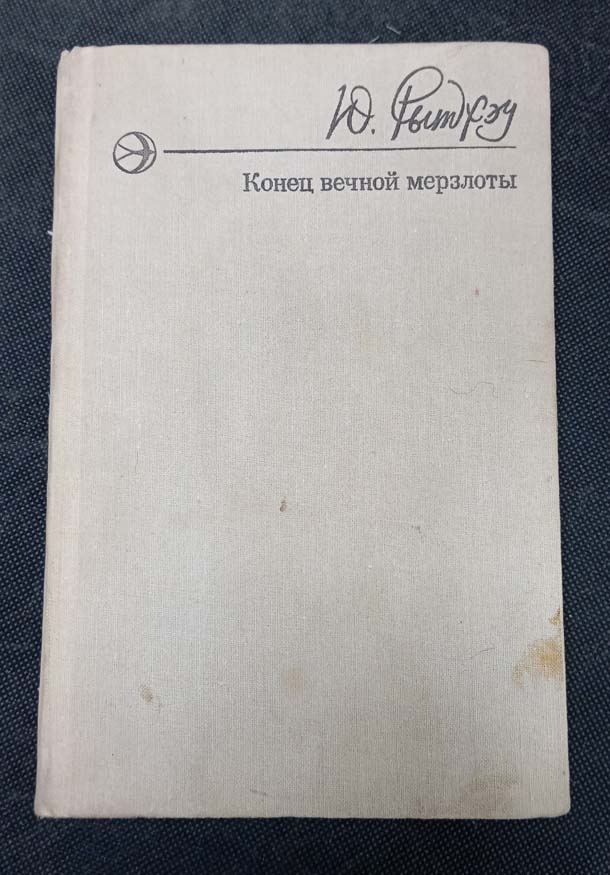 Ю. Рытхэу
Конец вечной мерзлоты